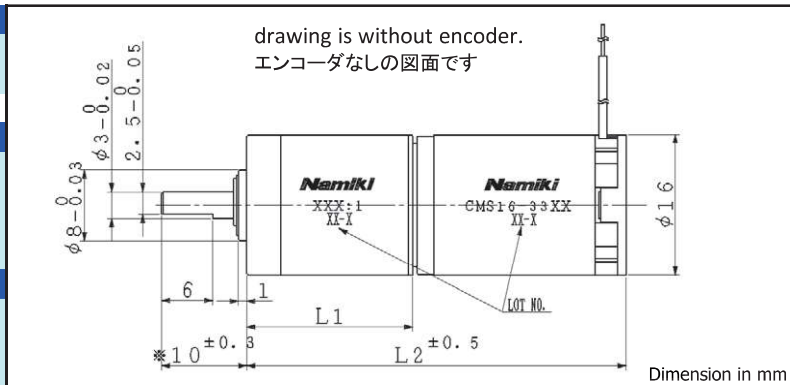 drawing is without encoder.
エンコーダなしの図面です
φ8-0.03 0
φ3-0.02 0
2.5-0.05 0
Namiki
XXX:1
XX-X
Namiki
CMS16-33XX
XX-X
φ16
6
1
LOT NO.
L1
※10 ±0.3
L2 ±0.5
Dimension in mm